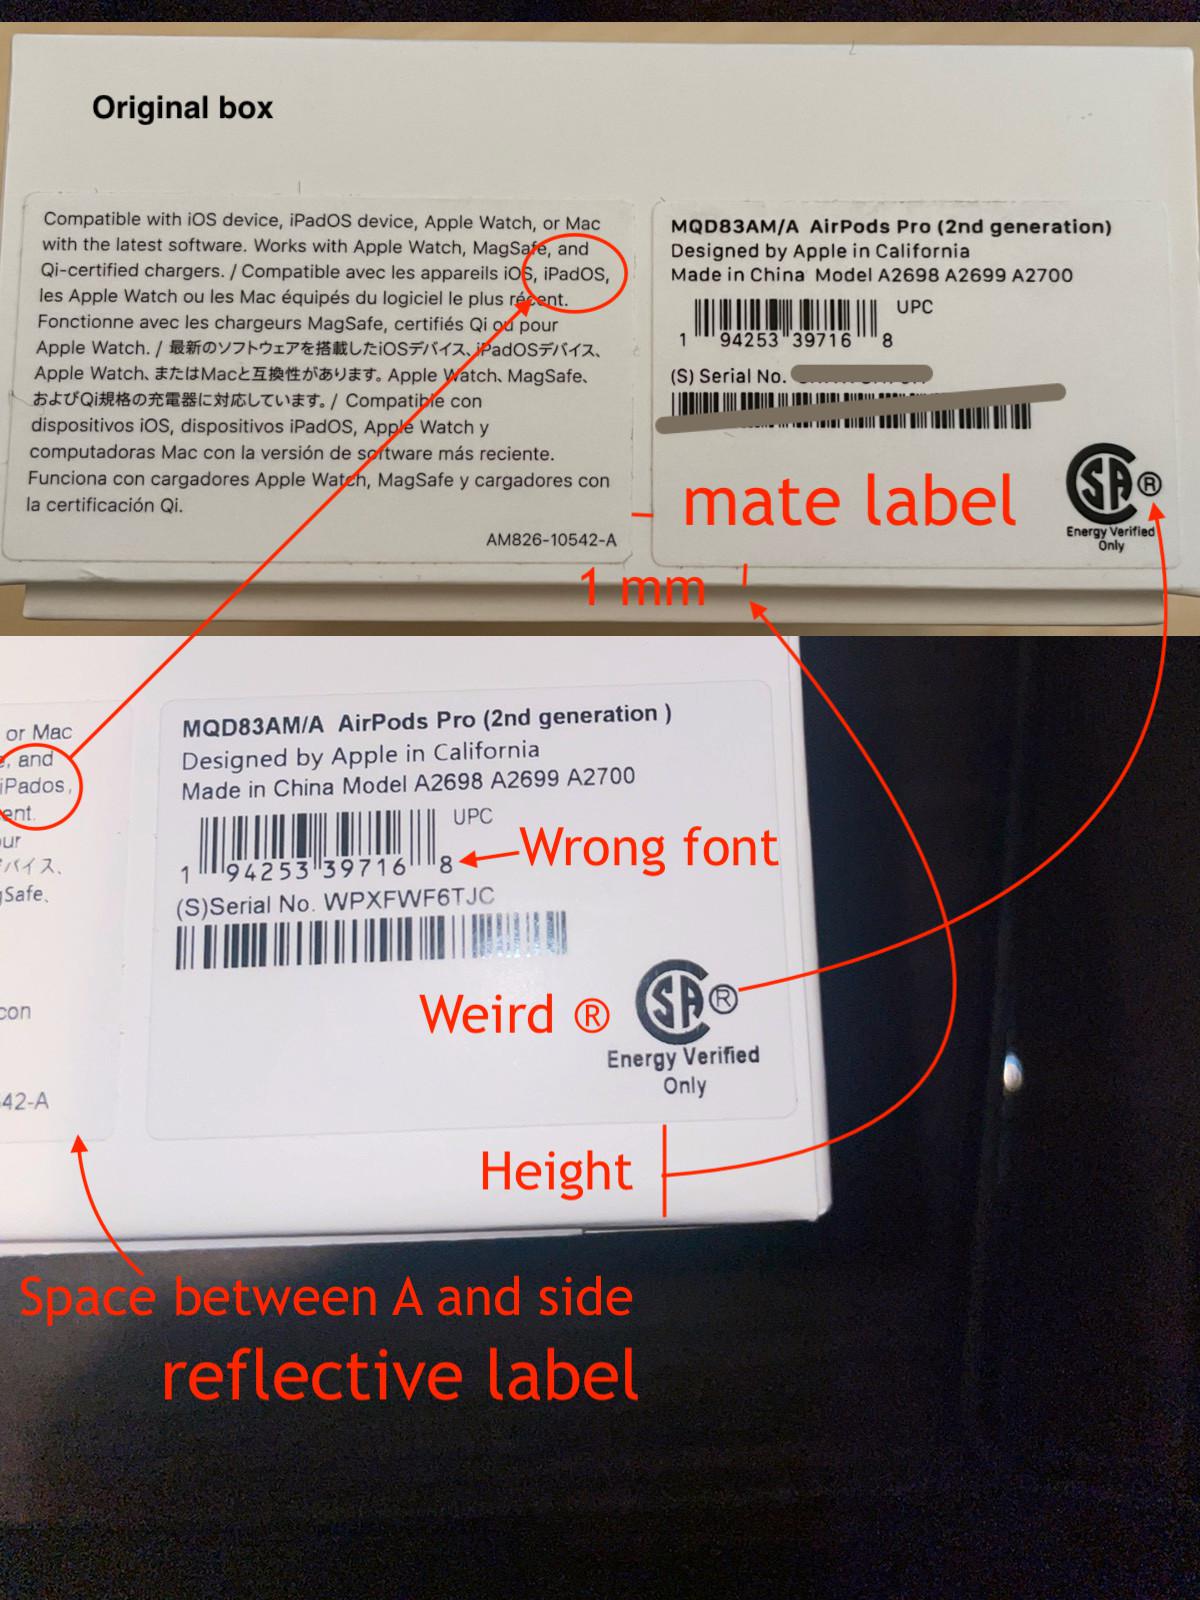 Original box
Compatible with iOS device, iPadOS device, Apple Watch, or Mac
with the latest software. Works with Apple Watch, MagSafe, and
Qi-certified chargers. / Compatible avec les appareils iOS, iPadOS,
les Apple Watch ou les Mac équipés du logiciel le plus récent.
Fonctionne avec les chargeurs MagSafe, certifiés Qi ou pour
Apple Watch. / 最新のソフトウェアを搭載したiOSデバイス、iPadOSデバイス、
Apple Watch、またはMacと互換性があります。Apple Watch、MagSafe、
およびQi規格の充電器に対応しています。/ Compatible con
dispositivos iOS, dispositivos iPadOS, Apple Watch y
computadoras Mac con la versión de software más reciente.
Funciona con cargadores Apple Watch, MagSafe y cargadores con
la certificación Qi.
AM826-10542-A
MQD83AM/A AirPods Pro (2nd generation)
Designed by Apple in California
Made in China Model A2698 A2699 A2700
UPC
1 94253 39716 8
(S) Serial No.
mate label
SA ®
Energy Verified
Only
1 mm
or Mac
, and
iPados,
ent.
ur
バイス、
Safe、
con
42-A
MQD83AM/A AirPods Pro (2nd generation )
Designed by Apple in California
Made in China Model A2698 A2699 A2700
UPC
1 94253 39716 8
Wrong font
(S)Serial No. WPXFWF6TJC
Weird ®
SA ®
Energy Verified
Only
Height
Space between A and side
reflective label